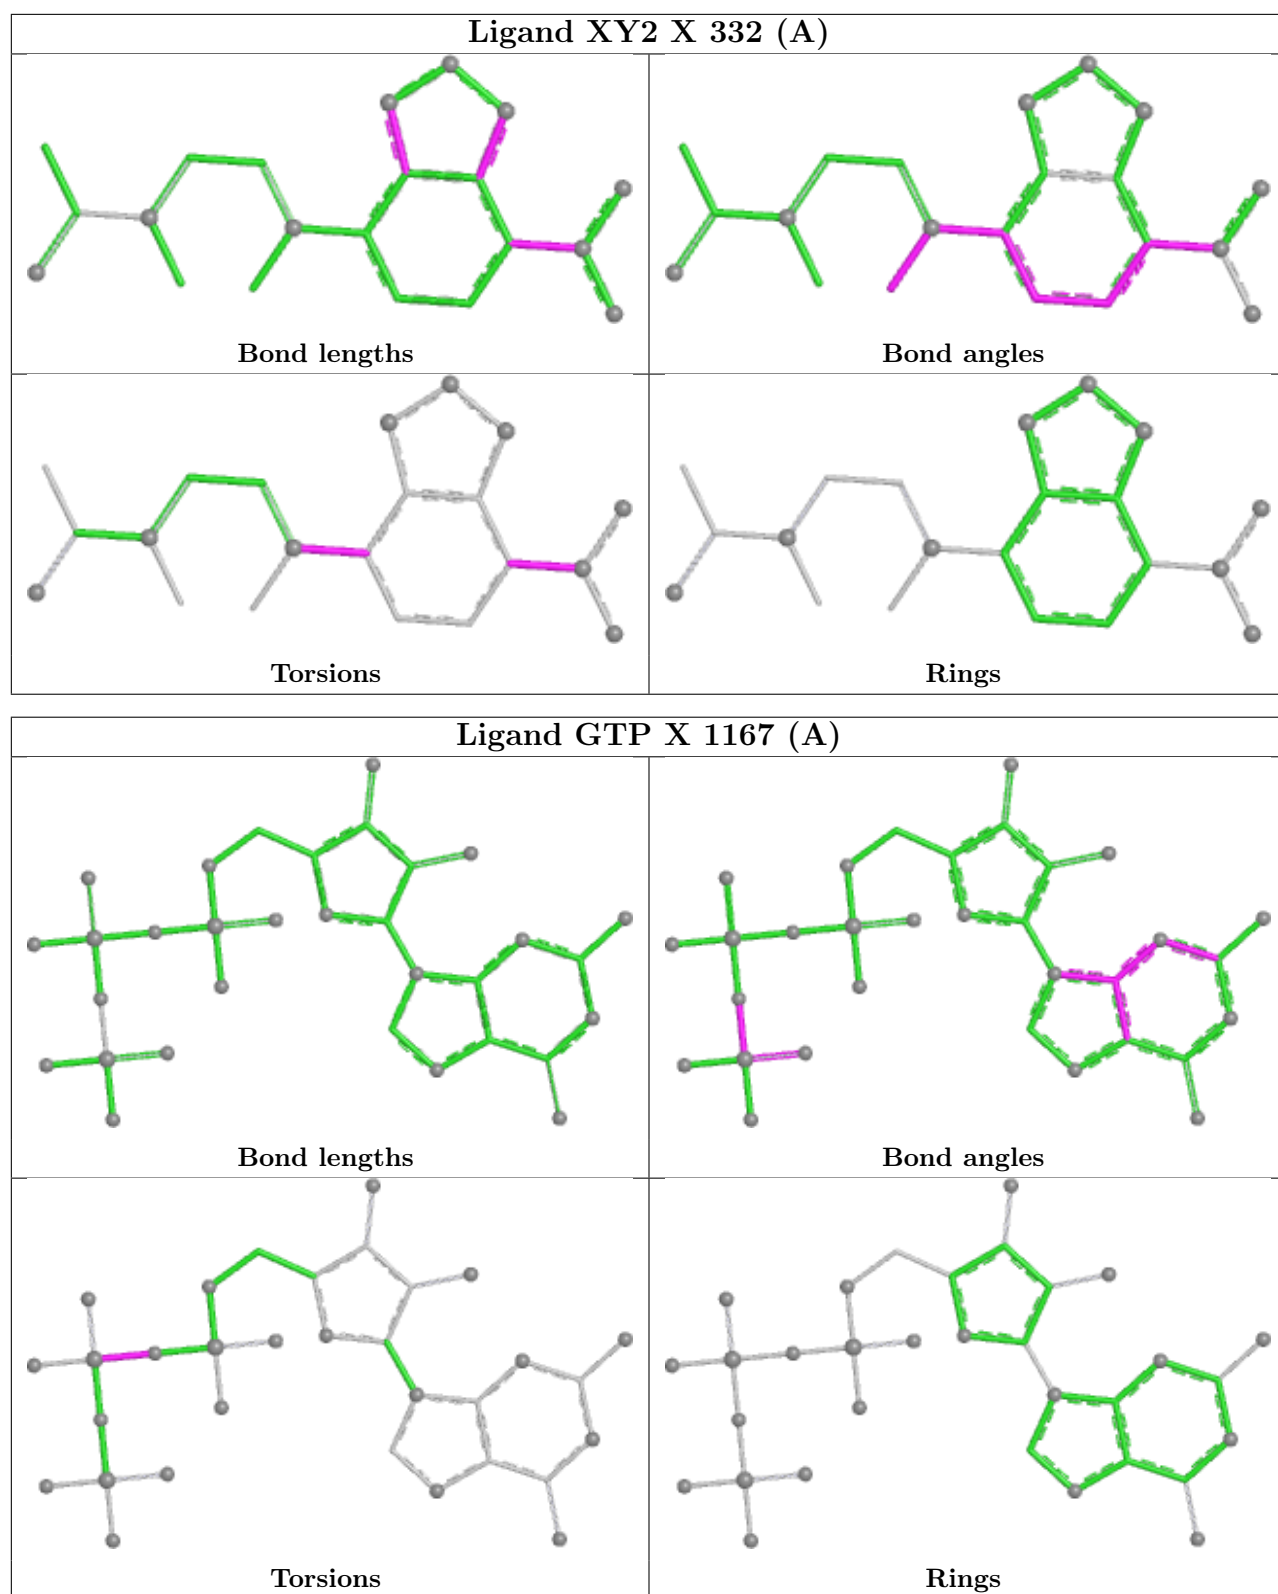 Ligand XY2 X 332 (A)
Bond lengths
Bond angles
Torsions
Rings
Ligand GTP X 1167 (A)
Bond lengths
Bond angles
Torsions
Rings